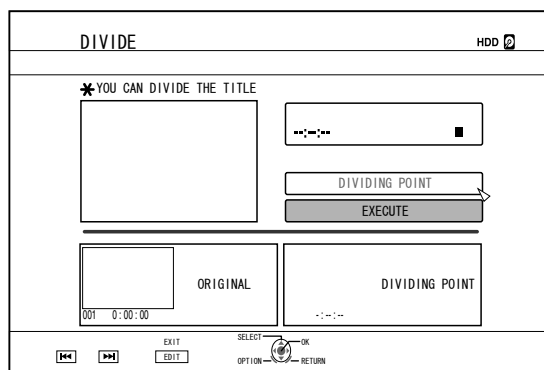 DIVIDE
HDD
YOU CAN DIVIDE THE TITLE
--:--:--
DIVIDING POINT
EXECUTE
ORIGINAL
001 0:00:00
DIVIDING POINT
-:--:--
EXIT
EDIT
SELECT
OK
OPTION
RETURN